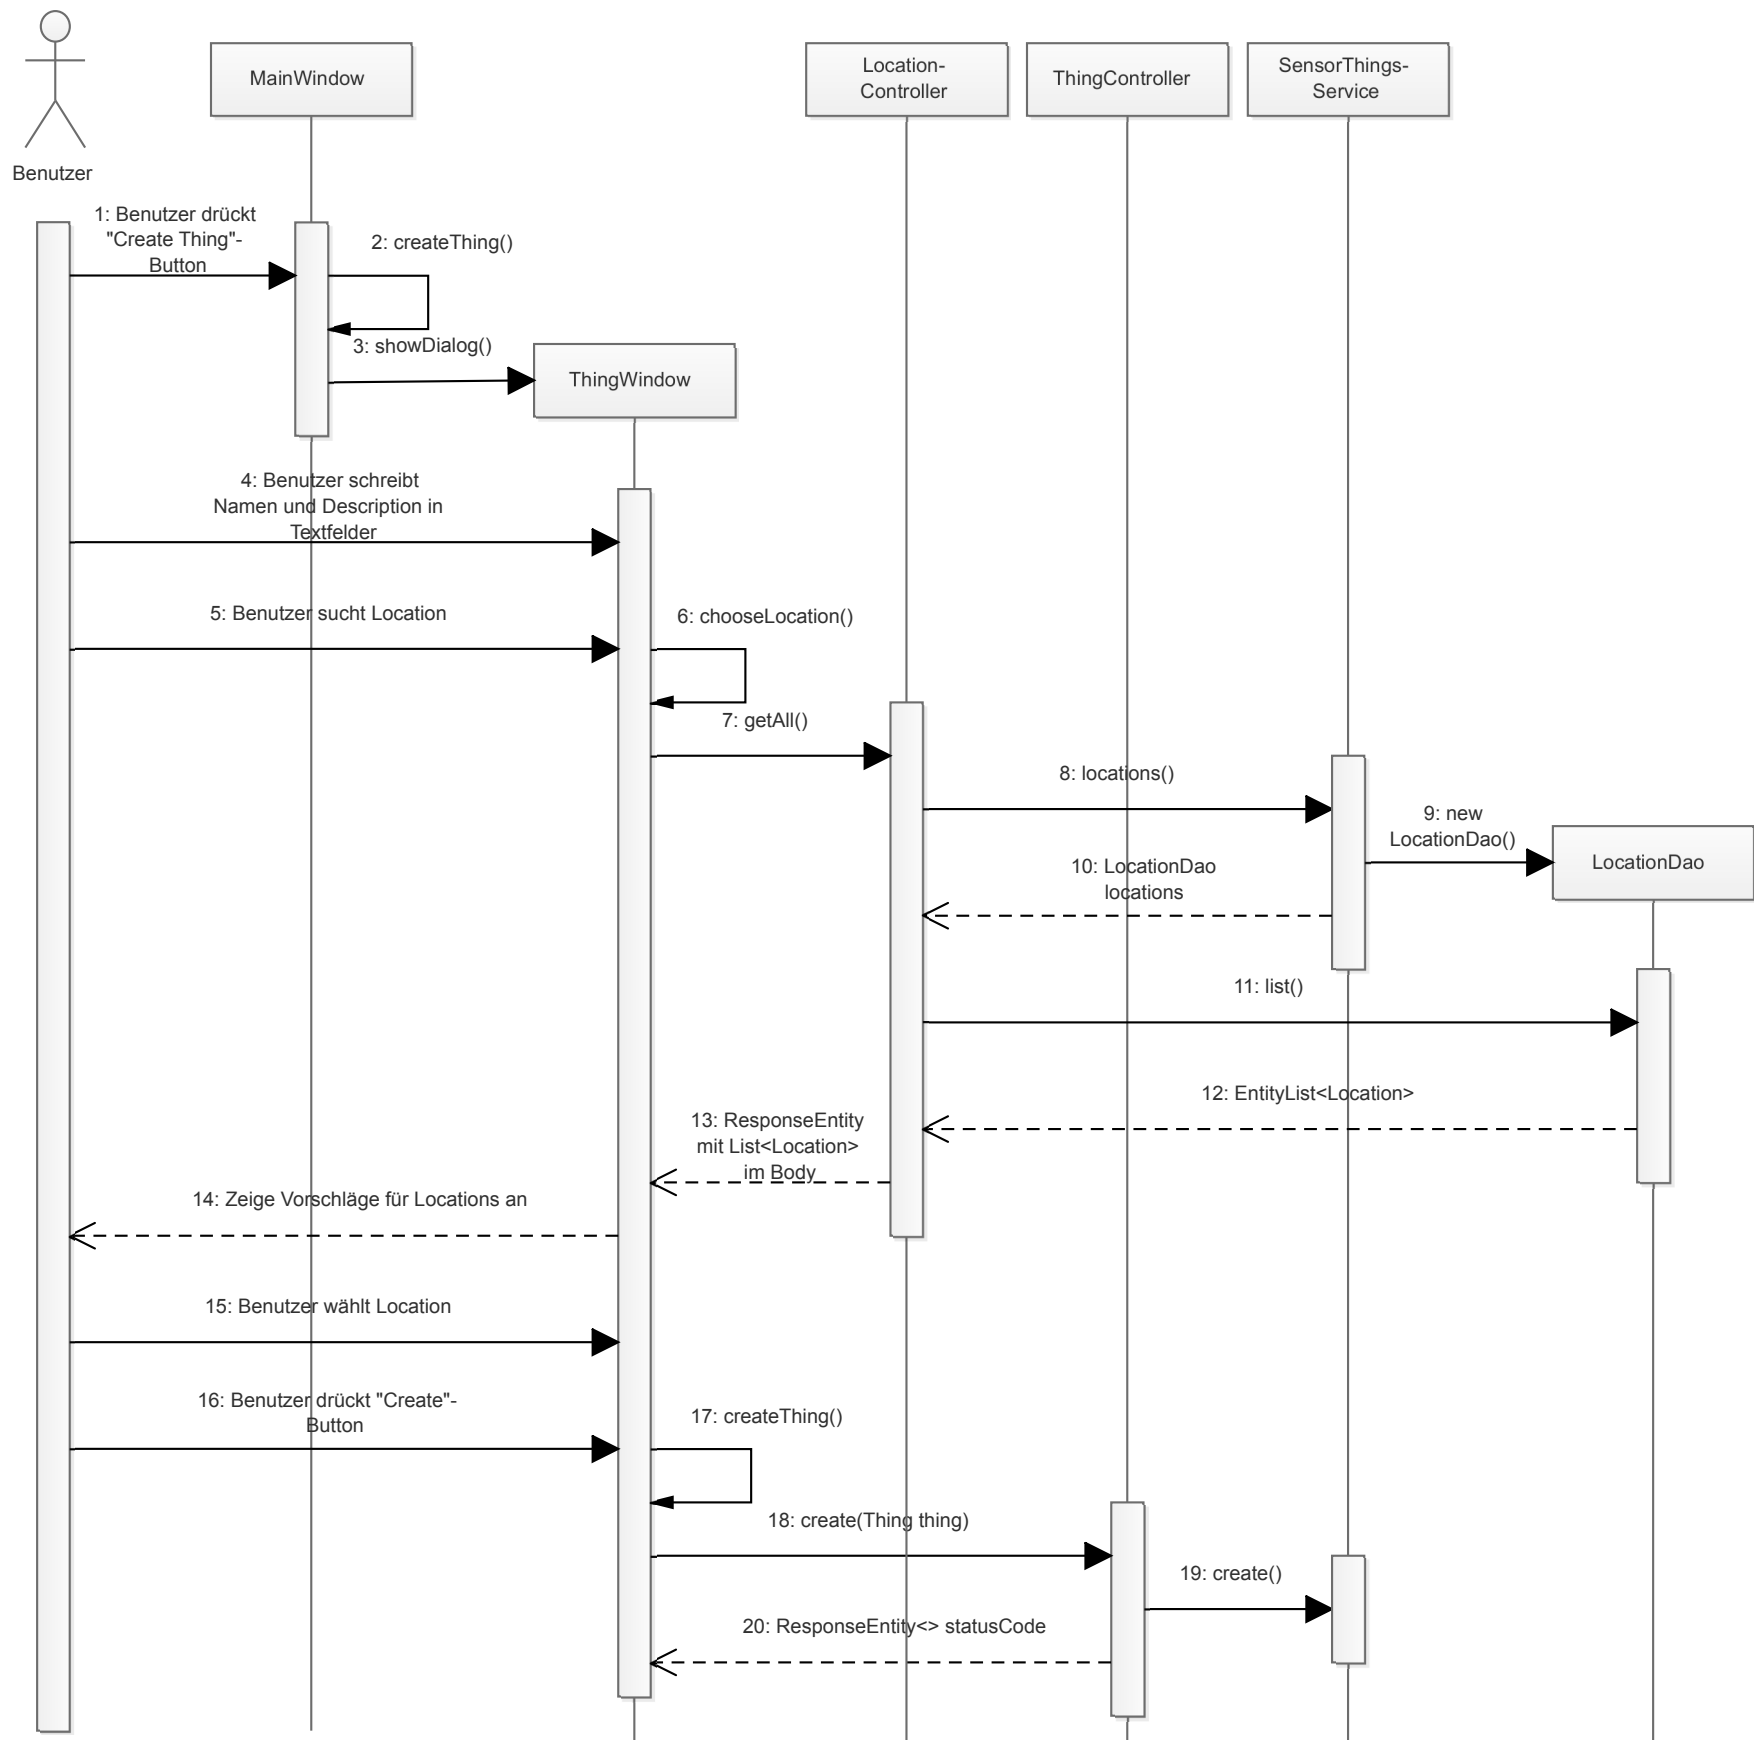 MainWindow
Location-
Controller
ThingController
SensorThings-
Service
Benutzer
1: Benutzer drückt
"Create Thing"-
Button
2: createThing()
3: showDialog()
ThingWindow
4: Benutzer schreibt
Namen und Description in
Textfelder
5: Benutzer sucht Location
6: chooseLocation()
7: getAll()
8: locations()
9: new
LocationDao()
LocationDao
10: LocationDao
locations
11: list()
12: EntityList<Location>
13: ResponseEntity
mit List<Location>
im Body
14: Zeige Vorschläge für Locations an
15: Benutzer wählt Location
16: Benutzer drückt "Create"-
Button
17: createThing()
18: create(Thing thing)
19: create()
20: ResponseEntity<> statusCode